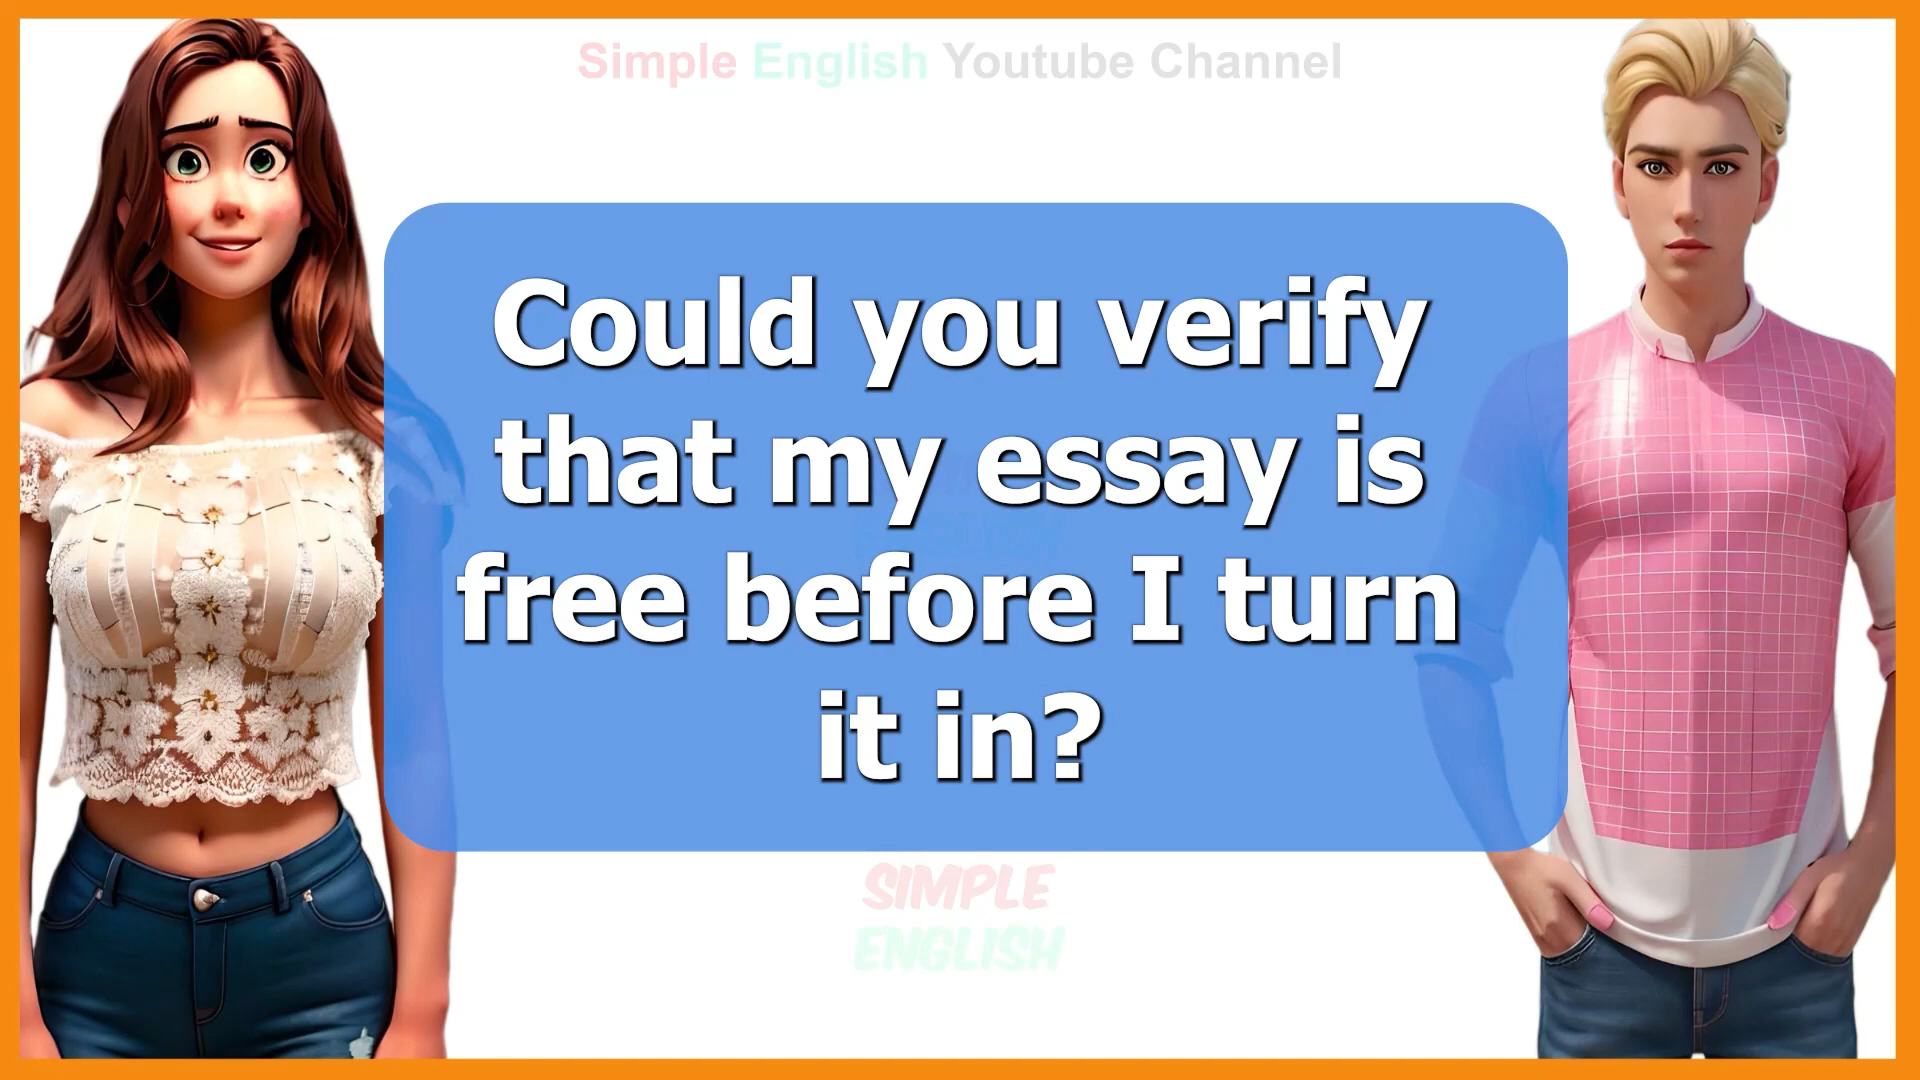 Simple English Youtube Channel
Could you verify
that my essay is
free before I turn
it in?
SIMPLE
ENGLISH